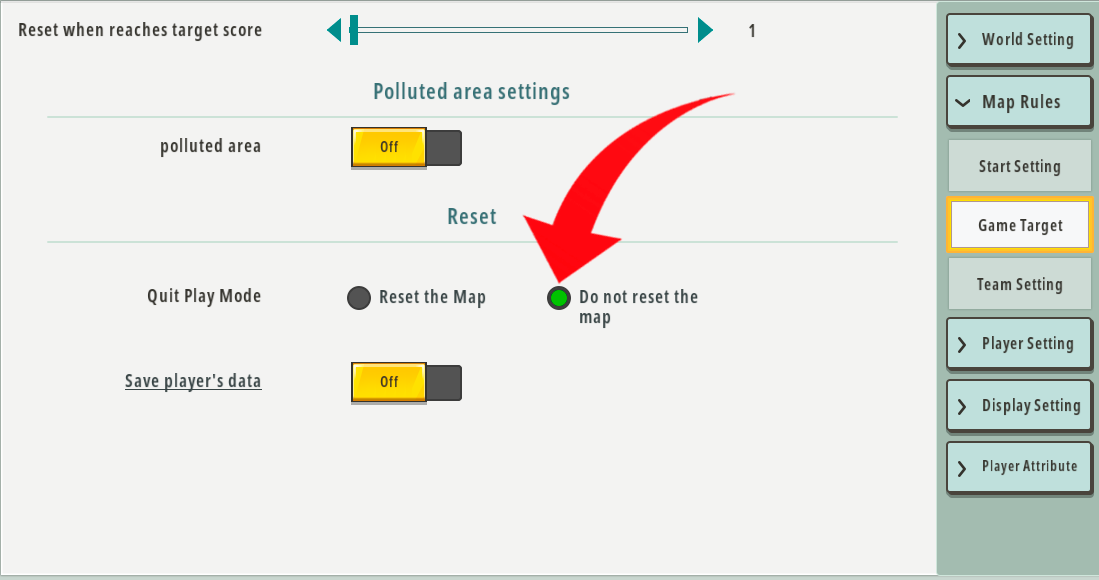 Reset when reaches target score
1
Polluted area settings
polluted area
Off
Reset
Quit Play Mode
Reset the Map
Do not reset the
map
Save player's data
Off
World Setting
Map Rules
Start Setting
Game Target
Team Setting
Player Setting
Display Setting
Player Attribute